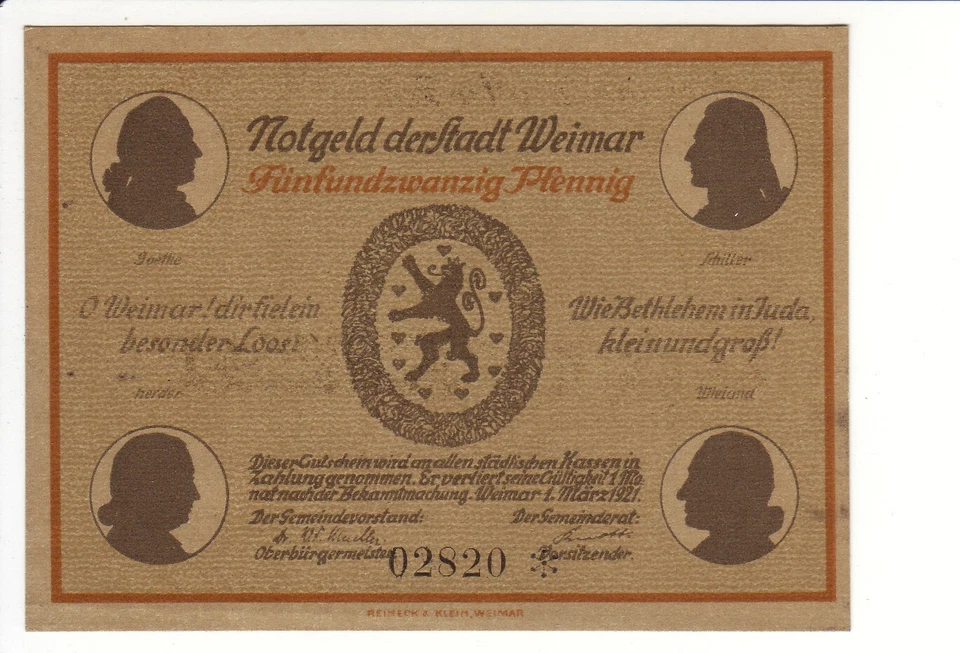 Notgeld der Stadt Weimar
Fünfundzwanzig Pfennig
Goethe
Schiller
O Weimar! dir fiel ein
besonder Loos:
Wie Bethlehem in Juda,
klein und groß!
Herder
Wieland
Dieser Gutschein wird an allen städtischen Kassen in
Zahlung genommen. Er verliert seine Gültigkeit 1 Mo-
nat nach der Bekanntmachung. Weimar 1. März 1921.
Der Gemeindevorstand:
Der Gemeinderat:
Dr. Mueller
Oberbürgermeister
Vorsitzender.
02820 *
REINECK & KLEIN, WEIMAR